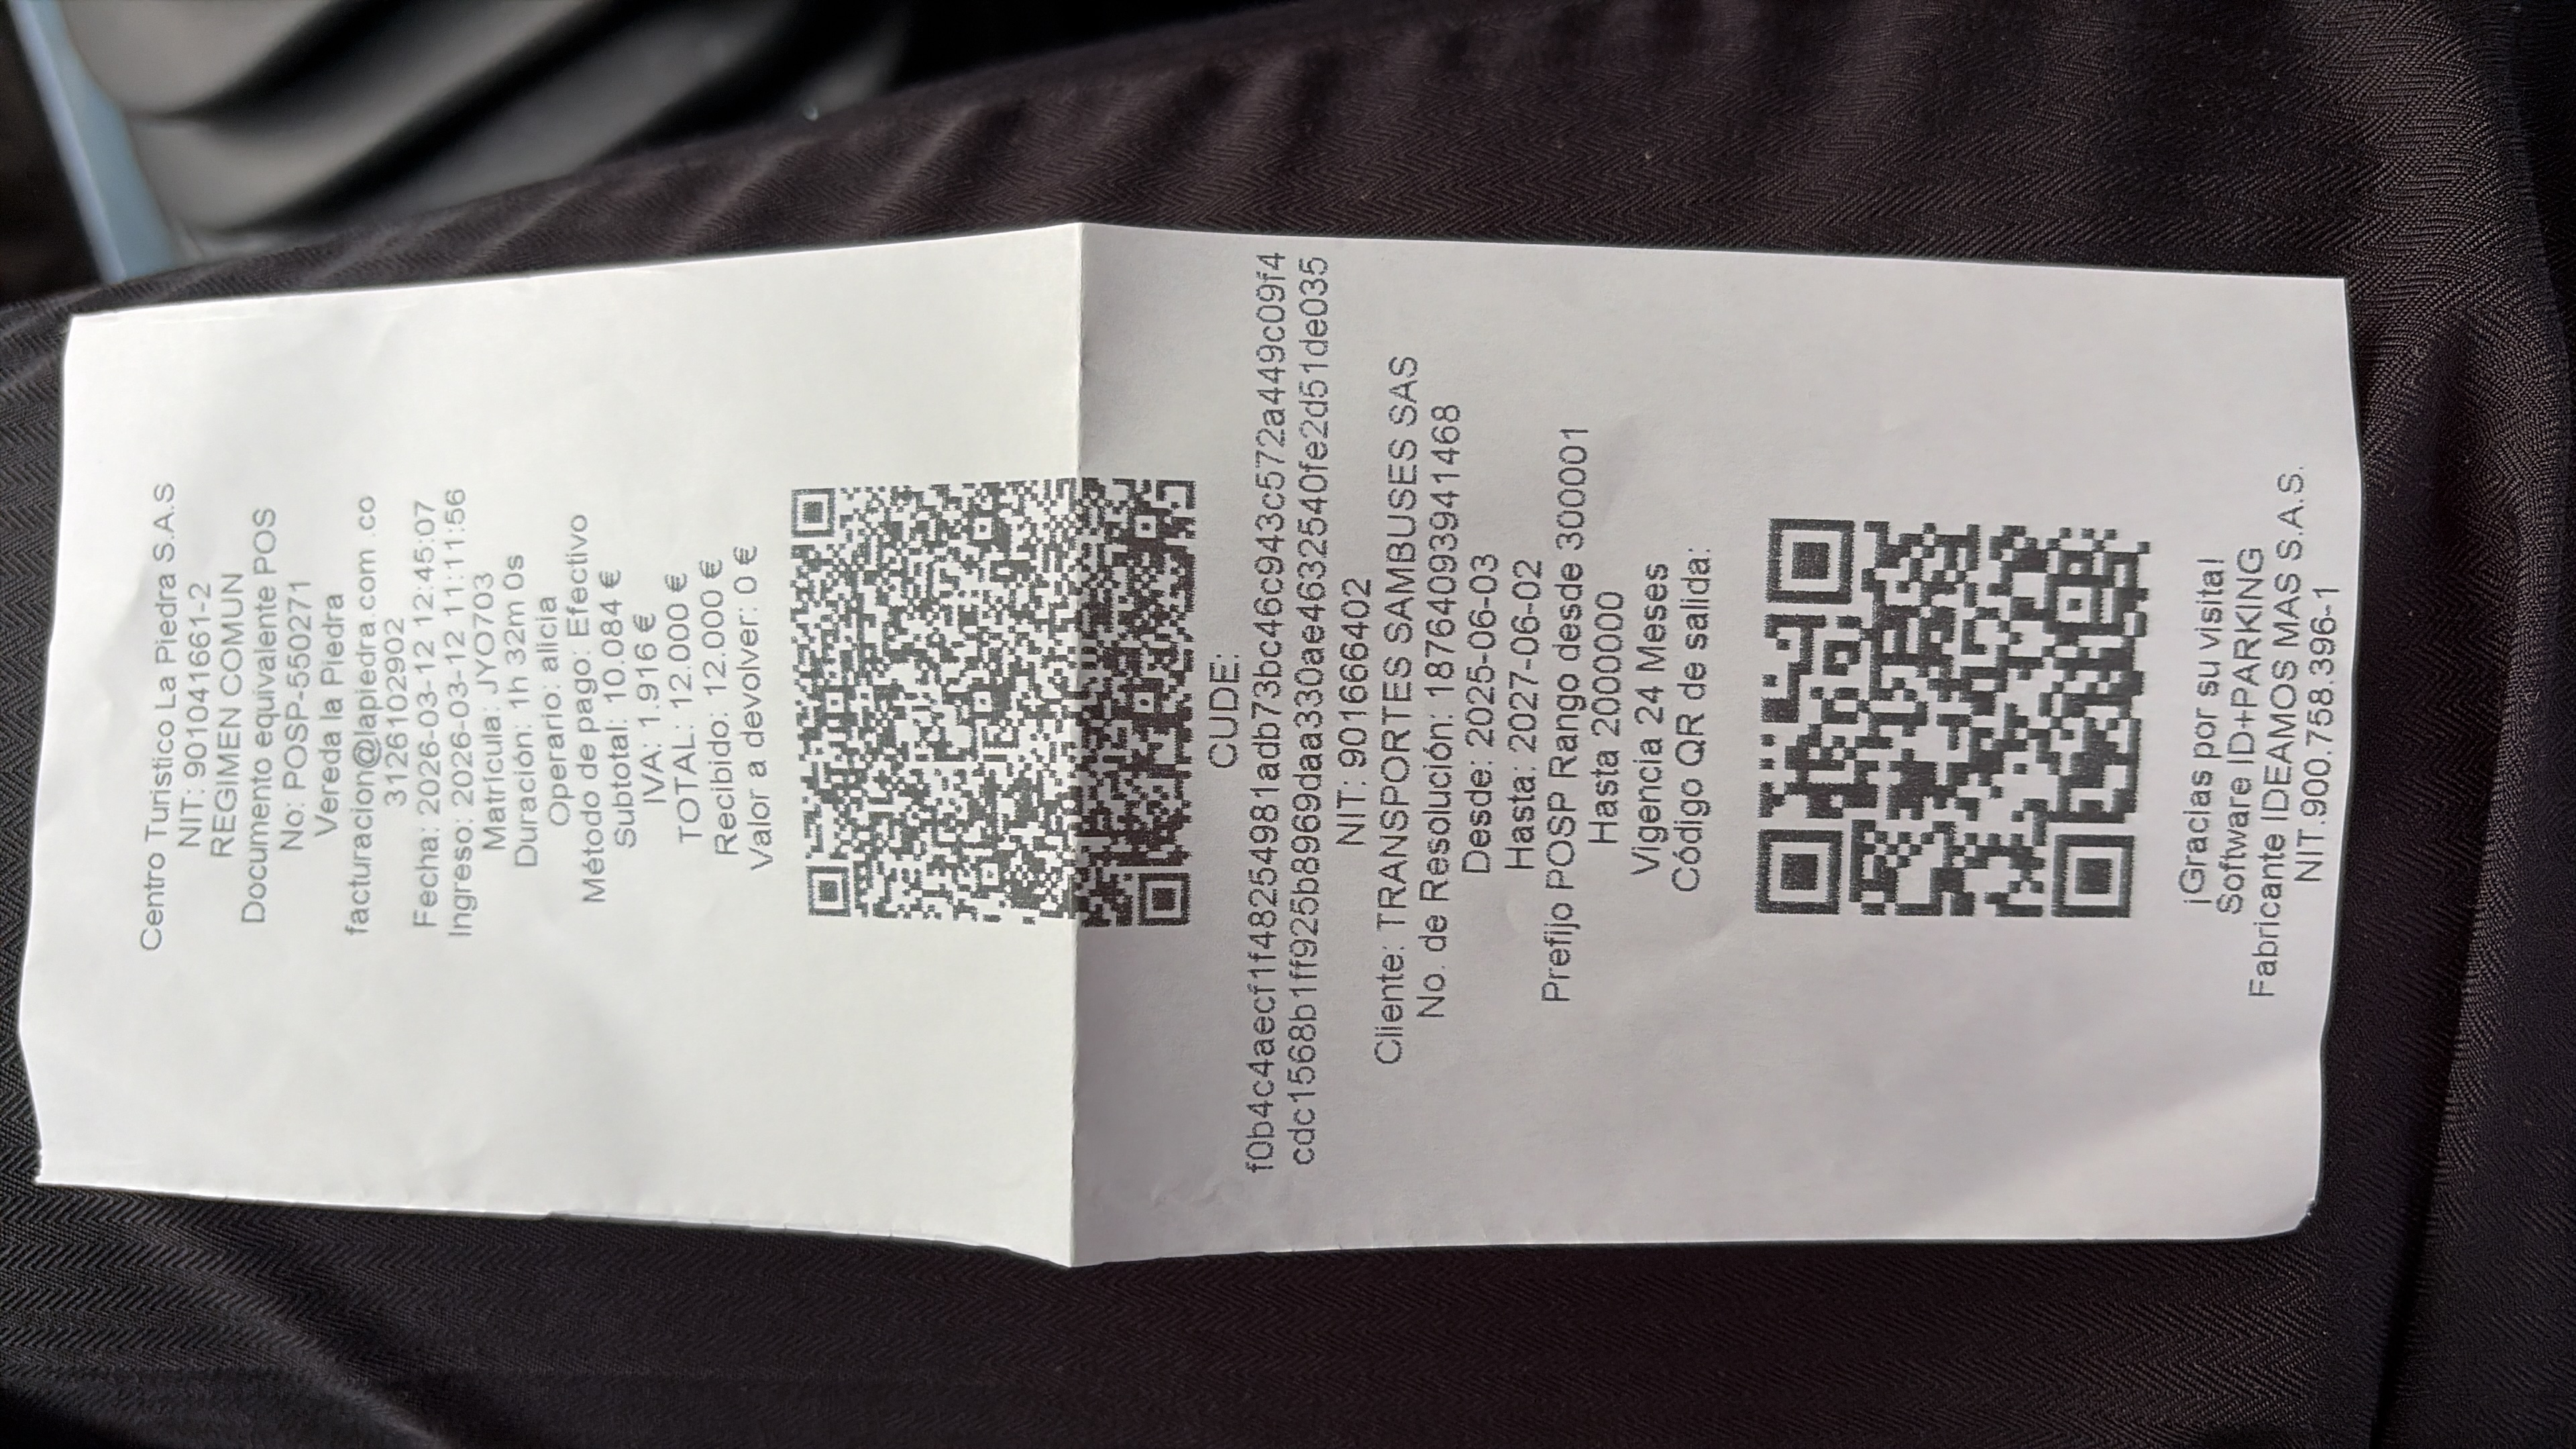 Centro Turistico La Piedra S.A.S
NIT: 901041661-2
REGIMEN COMUN
Documento equivalente POS
No: POSP-550271
Vereda la Piedra
facturacion@lapiedra.com .co
3126102902
Fecha: 2026-03-12 12:45:07
Ingreso: 2026-03-12 11:11:56
Matrícula: JYO703
Duración: 1h 32m 0s
Operario: alicia
Método de pago: Efectivo
Subtotal: 10.084 €
IVA: 1.916 €
TOTAL: 12.000 €
Recibido: 12.000 €
Valor a devolver: 0 €
CUDE:
f0b4c4aecf1f48254981adb73bc46c943c572a449c09f4
cdc1568b1ff925b8969daa330ae4632540fe2d51de035
NIT: 901666402
Cliente: TRANSPORTES SAMBUSES SAS
No. de Resolución: 18764093941468
Desde: 2025-06-03
Hasta: 2027-06-02
Prefijo POSP Rango desde 300001
Hasta 2000000
Vigencia 24 Meses
Código QR de salida:
¡Gracias por su visita!
Software ID+PARKING
Fabricante IDEAMOS MAS S.A.S.
NIT.900.758.396-1